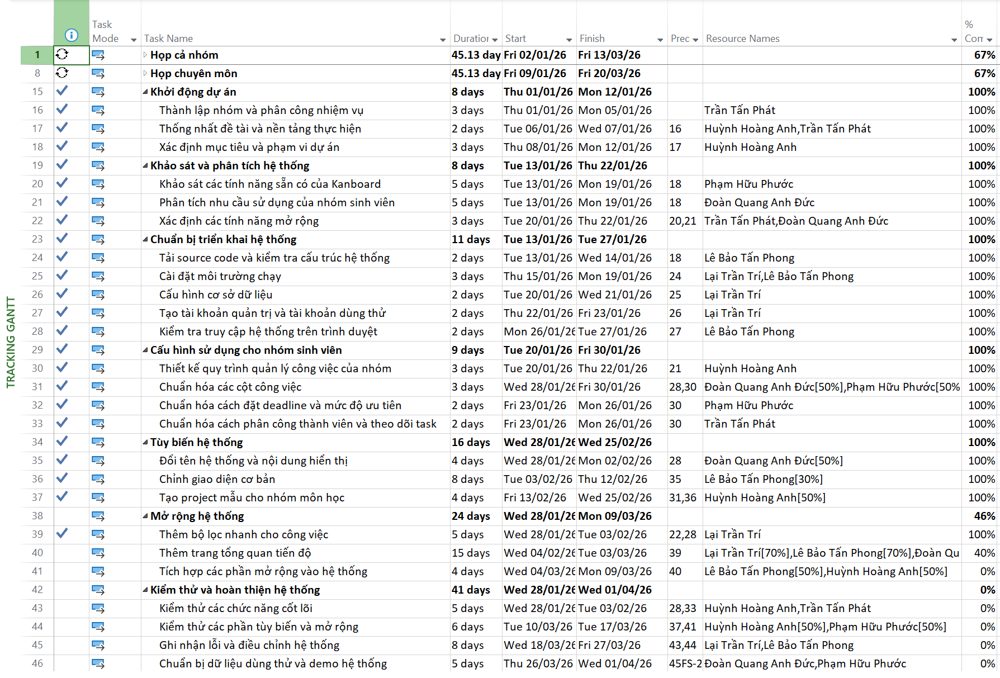 TRACKING GANTT
Task Mode Task Name Duration Start Finish Prec Resource Names % Com
1 Họp cả nhóm 45.13 day Fri 02/01/26 Fri 13/03/26 67%
8 Họp chuyên môn 45.13 day Fri 09/01/26 Fri 20/03/26 67%
15 Khởi động dự án 8 days Thu 01/01/26 Mon 12/01/26 100%
16 Thành lập nhóm và phân công nhiệm vụ 3 days Thu 01/01/26 Mon 05/01/26 Trần Tấn Phát 100%
17 Thống nhất đề tài và nền tảng thực hiện 2 days Tue 06/01/26 Wed 07/01/26 16 Huỳnh Hoàng Anh,Trần Tấn Phát 100%
18 Xác định mục tiêu và phạm vi dự án 3 days Thu 08/01/26 Mon 12/01/26 17 Huỳnh Hoàng Anh 100%
19 Khảo sát và phân tích hệ thống 8 days Tue 13/01/26 Thu 22/01/26 100%
20 Khảo sát các tính năng sẵn có của Kanboard 5 days Tue 13/01/26 Mon 19/01/26 18 Phạm Hữu Phước 100%
21 Phân tích nhu cầu sử dụng của nhóm sinh viên 5 days Tue 13/01/26 Mon 19/01/26 18 Đoàn Quang Anh Đức 100%
22 Xác định các tính năng mở rộng 3 days Tue 20/01/26 Thu 22/01/26 20,21 Trần Tấn Phát,Đoàn Quang Anh Đức 100%
23 Chuẩn bị triển khai hệ thống 11 days Tue 13/01/26 Tue 27/01/26 100%
24 Tải source code và kiểm tra cấu trúc hệ thống 2 days Tue 13/01/26 Wed 14/01/26 18 Lê Bảo Tấn Phong 100%
25 Cài đặt môi trường chạy 3 days Thu 15/01/26 Mon 19/01/26 24 Lại Trần Trí,Lê Bảo Tấn Phong 100%
26 Cấu hình cơ sở dữ liệu 2 days Tue 20/01/26 Wed 21/01/26 25 Lại Trần Trí 100%
27 Tạo tài khoản quản trị và tài khoản dùng thử 2 days Thu 22/01/26 Fri 23/01/26 26 Lại Trần Trí 100%
28 Kiểm tra truy cập hệ thống trên trình duyệt 2 days Mon 26/01/26 Tue 27/01/26 27 Lê Bảo Tấn Phong 100%
29 Cấu hình sử dụng cho nhóm sinh viên 9 days Tue 20/01/26 Fri 30/01/26 100%
30 Thiết kế quy trình quản lý công việc của nhóm 3 days Tue 20/01/26 Thu 22/01/26 21 Huỳnh Hoàng Anh 100%
31 Chuẩn hóa các cột công việc 3 days Wed 28/01/26 Fri 30/01/26 28,30 Đoàn Quang Anh Đức[50%],Phạm Hữu Phước[50% 100%
32 Chuẩn hóa cách đặt deadline và mức độ ưu tiên 2 days Fri 23/01/26 Mon 26/01/26 30 Phạm Hữu Phước 100%
33 Chuẩn hóa cách phân công thành viên và theo dõi task 2 days Fri 23/01/26 Mon 26/01/26 30 Trần Tấn Phát 100%
34 Tùy biến hệ thống 16 days Wed 28/01/26 Wed 25/02/26 100%
35 Đổi tên hệ thống và nội dung hiển thị 4 days Wed 28/01/26 Mon 02/02/26 28 Đoàn Quang Anh Đức[50%] 100%
36 Chỉnh giao diện cơ bản 8 days Tue 03/02/26 Thu 12/02/26 35 Lê Bảo Tấn Phong[30%] 100%
37 Tạo project mẫu cho nhóm môn học 4 days Fri 13/02/26 Wed 25/02/26 31,36 Huỳnh Hoàng Anh[50%] 100%
38 Mở rộng hệ thống 24 days Wed 28/01/26 Mon 09/03/26 46%
39 Thêm bộ lọc nhanh cho công việc 5 days Wed 28/01/26 Tue 03/02/26 22,28 Lại Trần Trí 100%
40 Thêm trang tổng quan tiến độ 15 days Wed 04/02/26 Tue 03/03/26 39 Lại Trần Trí[70%],Lê Bảo Tấn Phong[70%],Đoàn Qu 40%
41 Tích hợp các phần mở rộng vào hệ thống 4 days Wed 04/03/26 Mon 09/03/26 40 Lê Bảo Tấn Phong[50%],Huỳnh Hoàng Anh[50%] 0%
42 Kiểm thử và hoàn thiện hệ thống 41 days Wed 28/01/26 Wed 01/04/26 0%
43 Kiểm thử các chức năng cốt lõi 5 days Wed 28/01/26 Tue 03/02/26 28,33 Huỳnh Hoàng Anh,Trần Tấn Phát 0%
44 Kiểm thử các phần tùy biến và mở rộng 6 days Tue 10/03/26 Tue 17/03/26 37,41 Huỳnh Hoàng Anh[50%],Phạm Hữu Phước[50%] 0%
45 Ghi nhận lỗi và điều chỉnh hệ thống 8 days Wed 18/03/26 Fri 27/03/26 43,44 Lại Trần Trí,Lê Bảo Tấn Phong 0%
46 Chuẩn bị dữ liệu dùng thử và demo hệ thống 5 days Thu 26/03/26 Wed 01/04/26 45FS-2 Đoàn Quang Anh Đức,Phạm Hữu Phước 0%